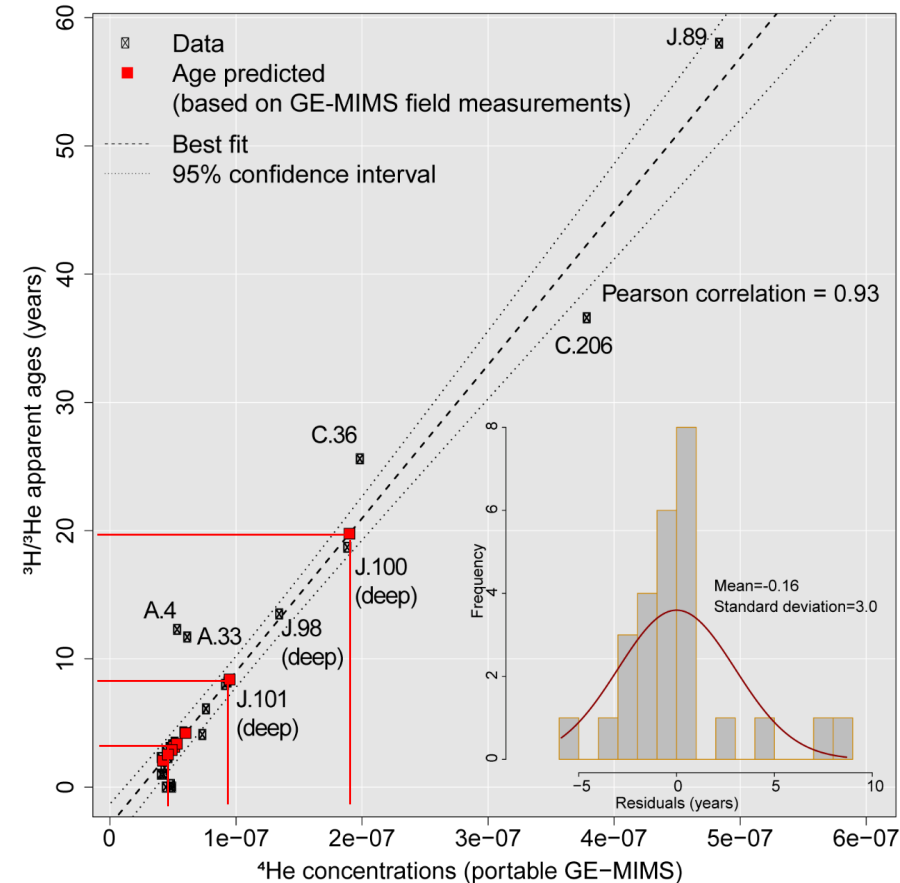 Data
Age predicted
(based on GE-MIMS field measurements)
Best fit
95% confidence interval
J.89
Pearson correlation = 0.93
C.206
C.36
J.100
(deep)
A.4
A.33
J.98
(deep)
J.101
(deep)
³H/³He apparent ages (years)
60
50
40
30
20
10
0
0
1e-07
2e-07
3e-07
4e-07
5e-07
6e-07
⁴He concentrations (portable GE−MIMS)
Frequency
8
6
4
2
0
Mean=-0.16
Standard deviation=3.0
−5
0
5
10
Residuals (years)